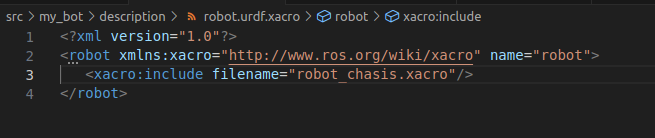 src > my_bot > description > robot.urdf.xacro > robot > xacro:include
1 <?xml version="1.0"?>
2 <robot xmlns:xacro="http://www.ros.org/wiki/xacro" name="robot">
3 <xacro:include filename="robot_chasis.xacro"/>
4 </robot>